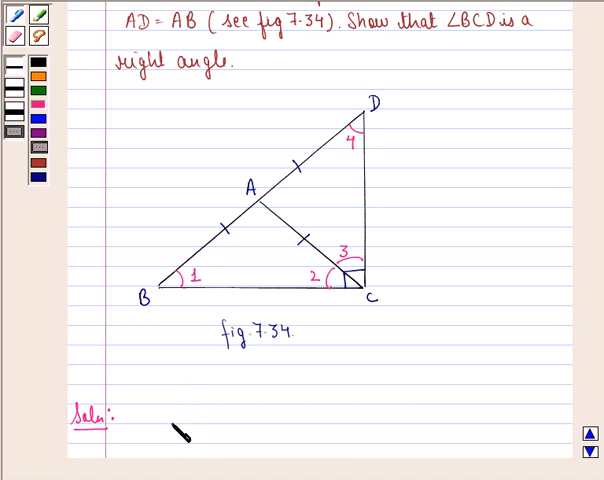 AD = AB ( see fig 7.34 ). Show that ∠BCD is a
right angle.
D
4
A
3
1
2
B
C
fig. 7.34.
Soln: